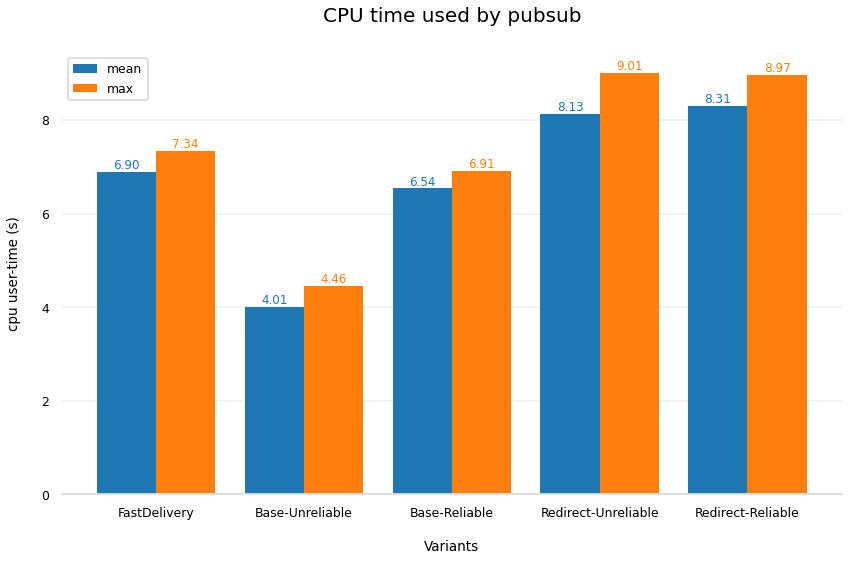 CPU time used by pubsub
mean
max
9.01
8.97
8.31
8.13
8
7.34
6.90
6.91
6.54
6
cpu user-time (s)
4.46
4.01
4
2
0
FastDelivery
Base-Unreliable
Base-Reliable
Redirect-Unreliable
Redirect-Reliable
Variants